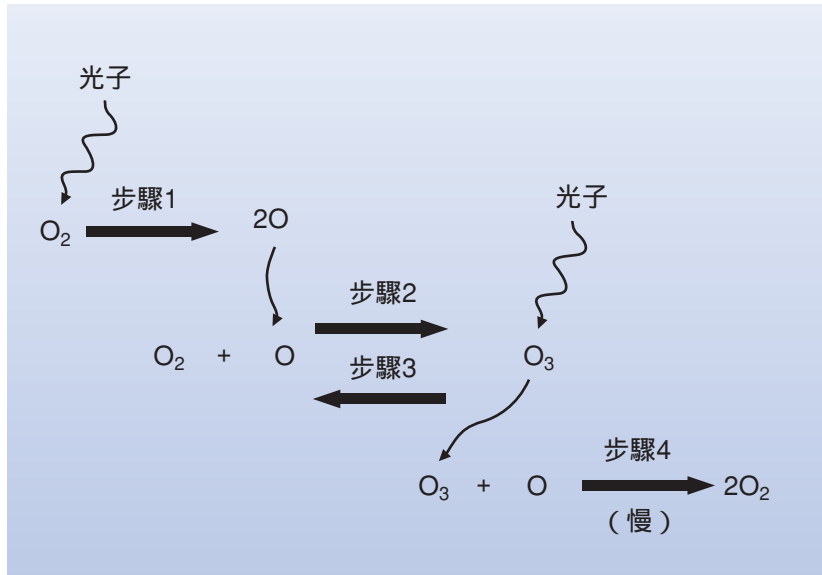 光子
步驟1
O₂ 2O
光子
步驟2
O₂ + O O₃
步驟3
步驟4
O₃ + O 2O₂
（慢）